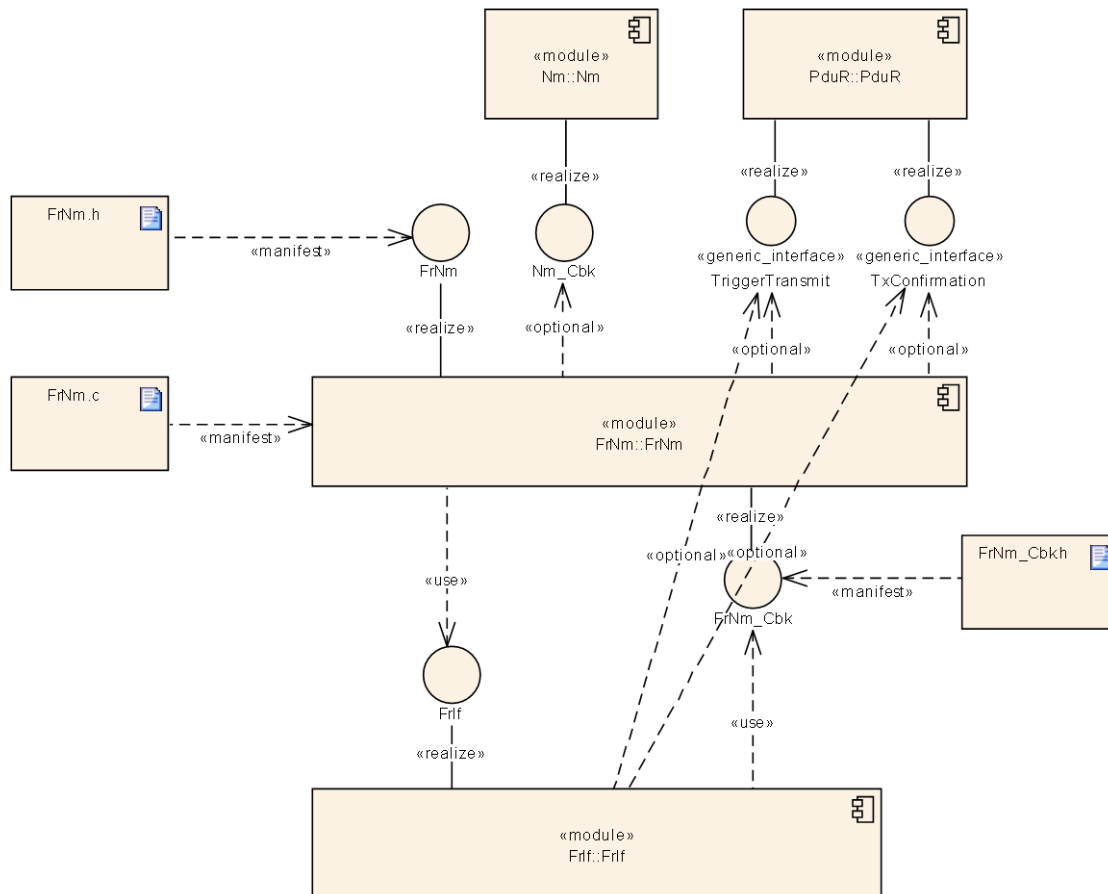 «module»
Nm::Nm
«module»
PduR::PduR
«realize»
«realize»
«realize»
FrNm.h
«manifest»
FrNm
Nm_Cbk
«generic_interface»
TriggerTransmit
«generic_interface»
TxConfirmation
«realize»
«optional»
«optional»
«optional»
FrNm.c
«manifest»
«module»
FrNm::FrNm
«realize»
«optional»
«optional»
FrNm_Cbk.h
«use»
«manifest»
FrNm_Cbk
FrIf
«use»
«realize»
«module»
FrIf::FrIf